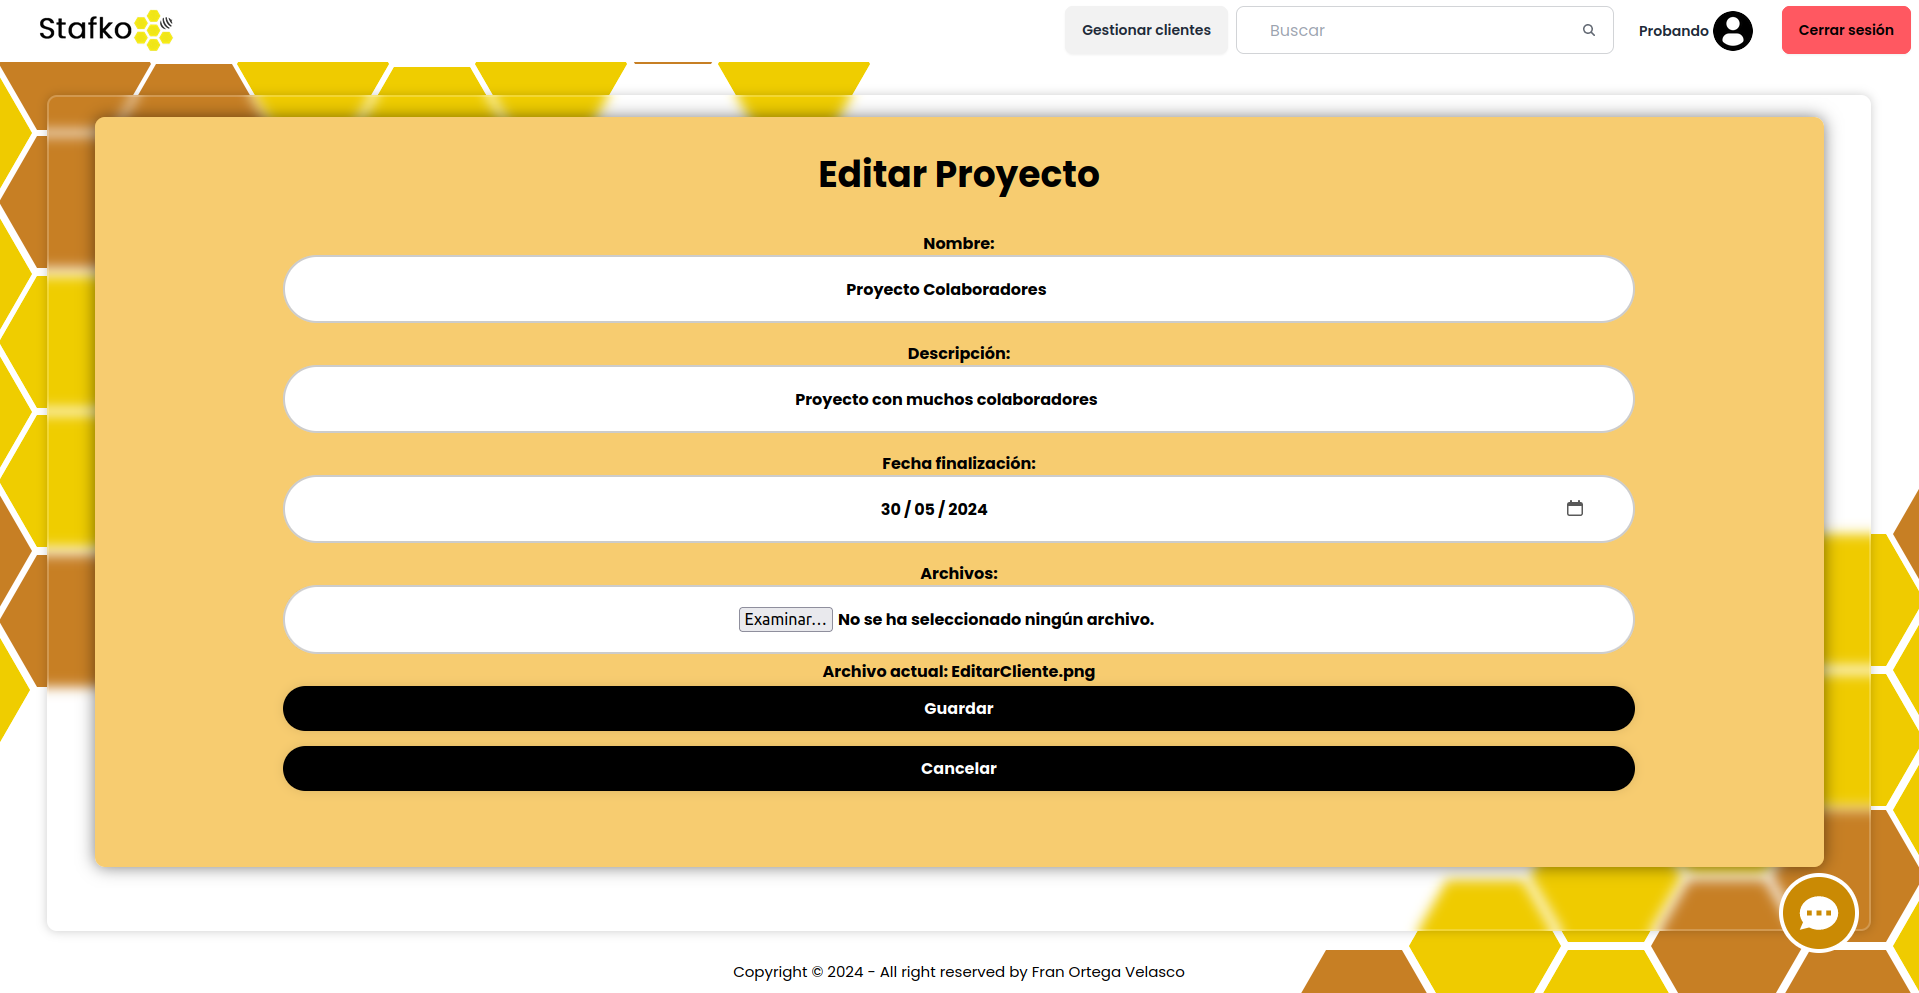 Stafko
Gestionar clientes
Buscar
Probando
Cerrar sesión
Editar Proyecto
Nombre:
Proyecto Colaboradores
Descripción:
Proyecto con muchos colaboradores
Fecha finalización:
30 / 05 / 2024
Archivos:
Examinar... No se ha seleccionado ningún archivo.
Archivo actual: EditarCliente.png
Guardar
Cancelar
Copyright © 2024 - All right reserved by Fran Ortega Velasco